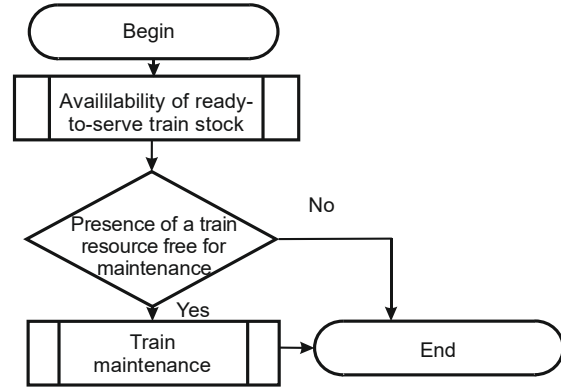 Begin
Availilability of ready-
to-serve train stock
Presence of a train
resource free for
maintenance
No
Yes
Train
maintenance
End